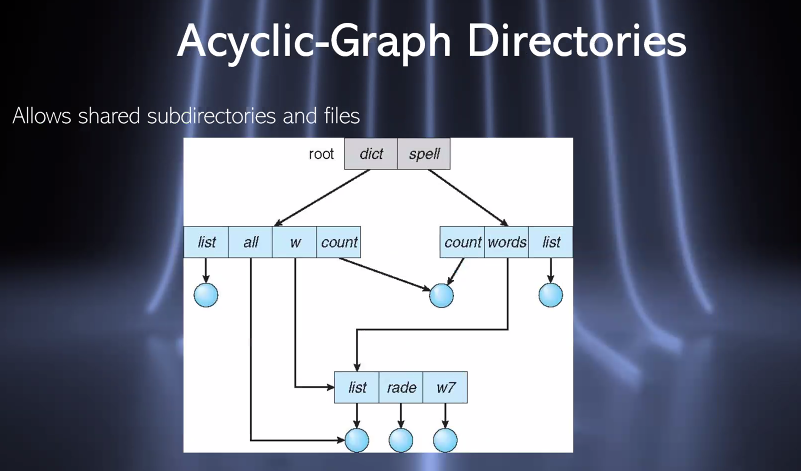 Acyclic-Graph Directories
Allows shared subdirectories and files
root dict spell
list all w count count words list
list rade w7